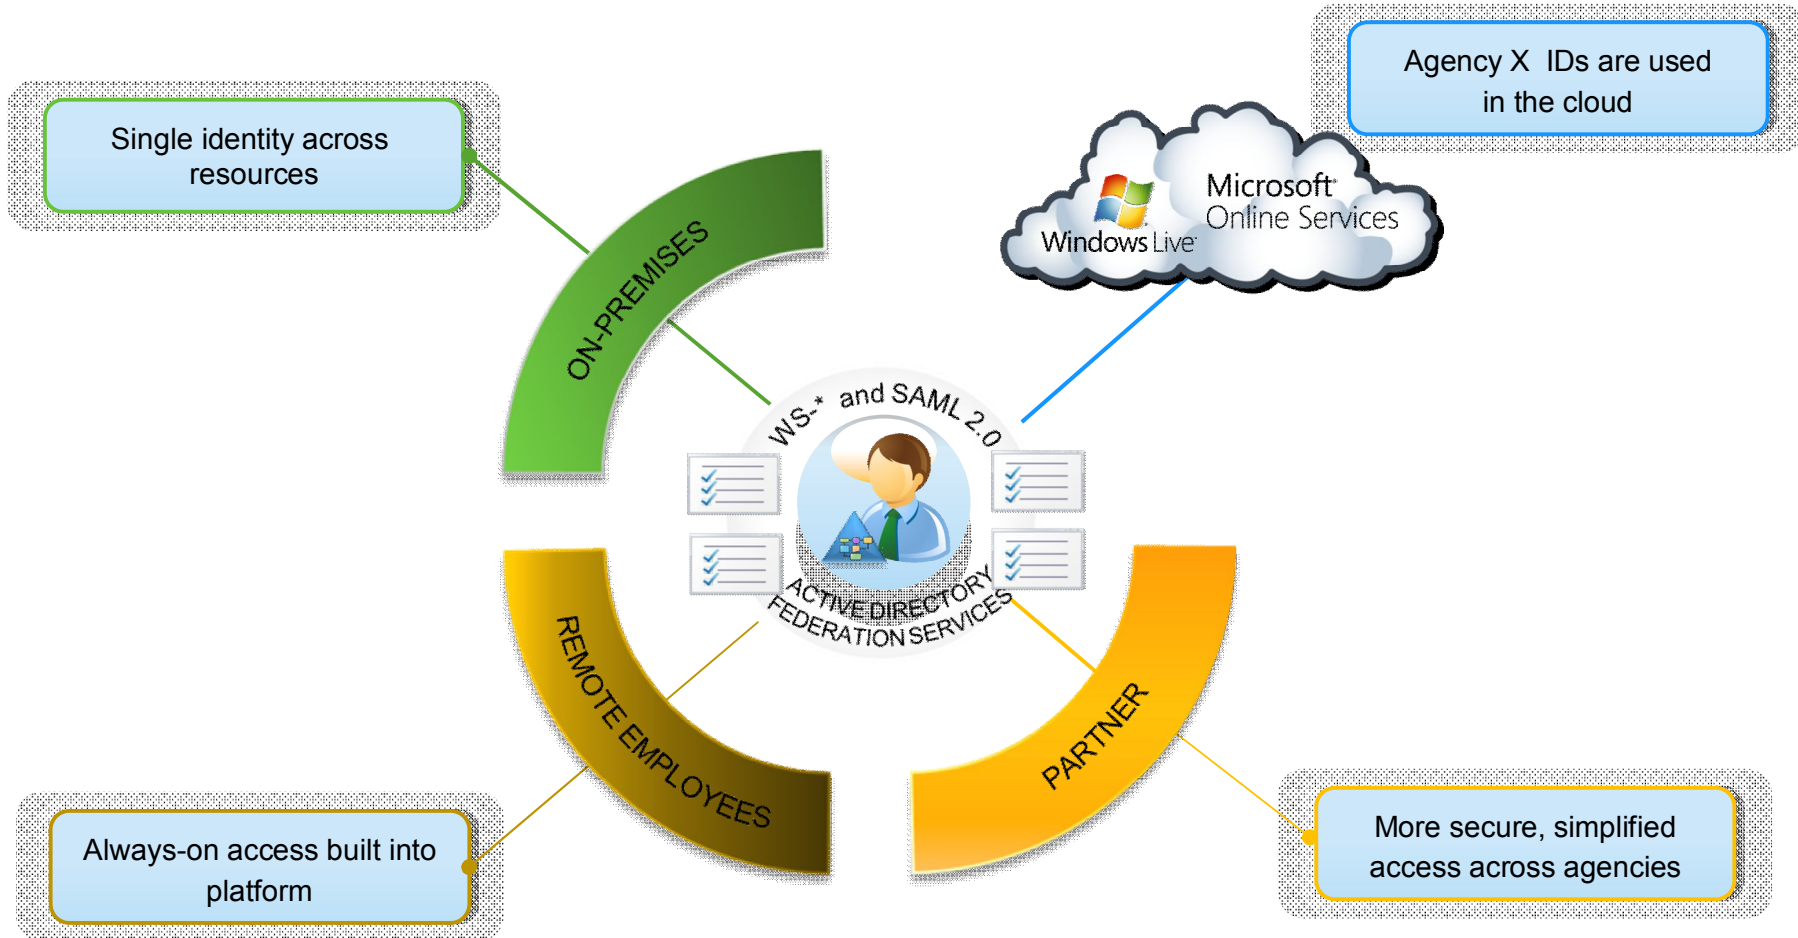 Agency X  IDs are used
in the cloud
Single identity across
resources
Microsoft
Online Services
Windows Live
ON-PREMISES
WS-* and SAML 2.0
ACTIVE DIRECTORY
FEDERATION SERVICES
REMOTE EMPLOYEES
PARTNER
More secure, simplified
access across agencies
Always-on access built into
platform